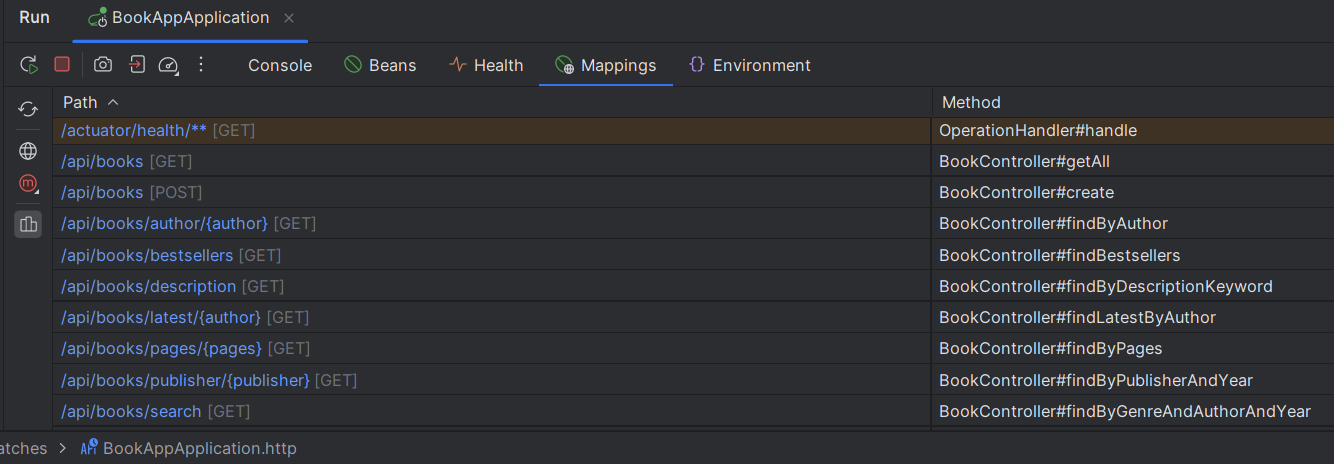 Run BookAppApplication
Console Beans Health Mappings Environment
Path Method
/actuator/health/** [GET] OperationHandler#handle
/api/books [GET] BookController#getAll
/api/books [POST] BookController#create
/api/books/author/{author} [GET] BookController#findByAuthor
/api/books/bestsellers [GET] BookController#findBestsellers
/api/books/description [GET] BookController#findByDescriptionKeyword
/api/books/latest/{author} [GET] BookController#findLatestByAuthor
/api/books/pages/{pages} [GET] BookController#findByPages
/api/books/publisher/{publisher} [GET] BookController#findByPublisherAndYear
/api/books/search [GET] BookController#findByGenreAndAuthorAndYear
atches > API BookAppApplication.http